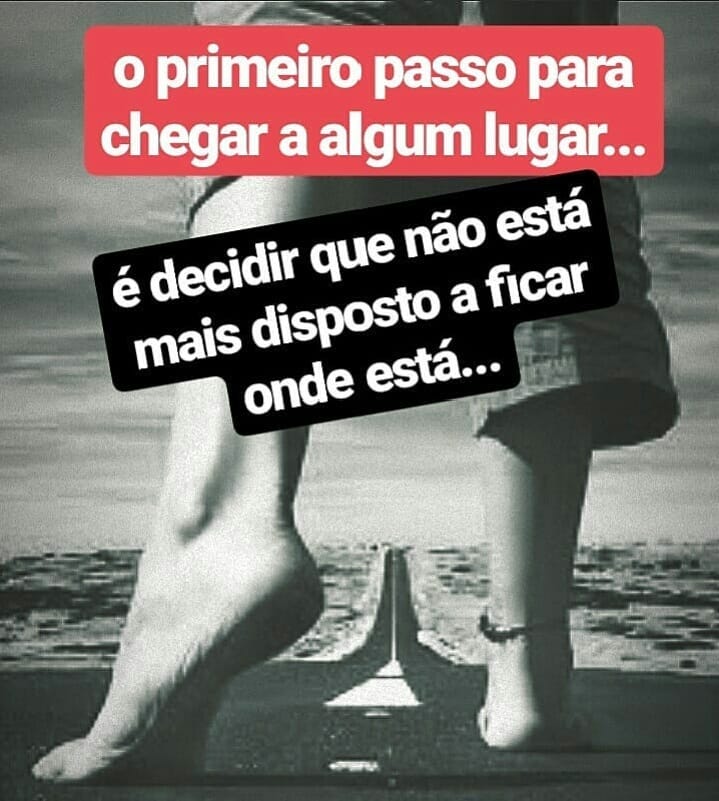 o primeiro passo para
chegar a algum lugar...
é decidir que não está
mais disposto a ficar
onde está...